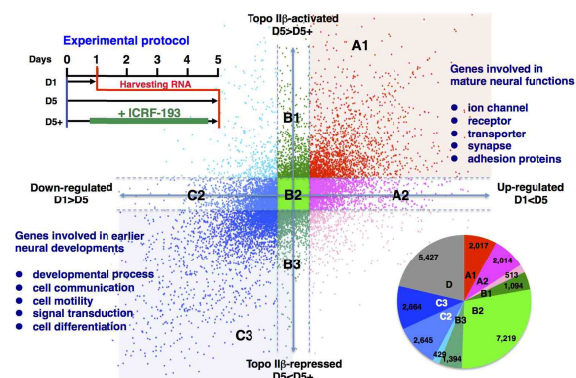 Topo IIβ-activated
D5>D5+
Experimental protocol
Days 0 1 2 3 4 5
D1
Harvesting RNA
D5
+ ICRF-193
D5+
A1
Genes involved in
mature neural functions
ion channel
receptor
transporter
synapse
adhesion proteins
B1
Down-regulated
D1>D5
C2
B2
A2
Up-regulated
D1<D5
Genes involved in earlier
neural developments
developmental process
cell communication
cell motility
signal transduction
cell differentiation
B3
C3
Topo IIβ-repressed
D5<D5+
5,427
2,017
2,014
513
1,094
7,219
1,394
429
2,645
2,664
D
A1
A2
B1
B2
B3
C2
C3